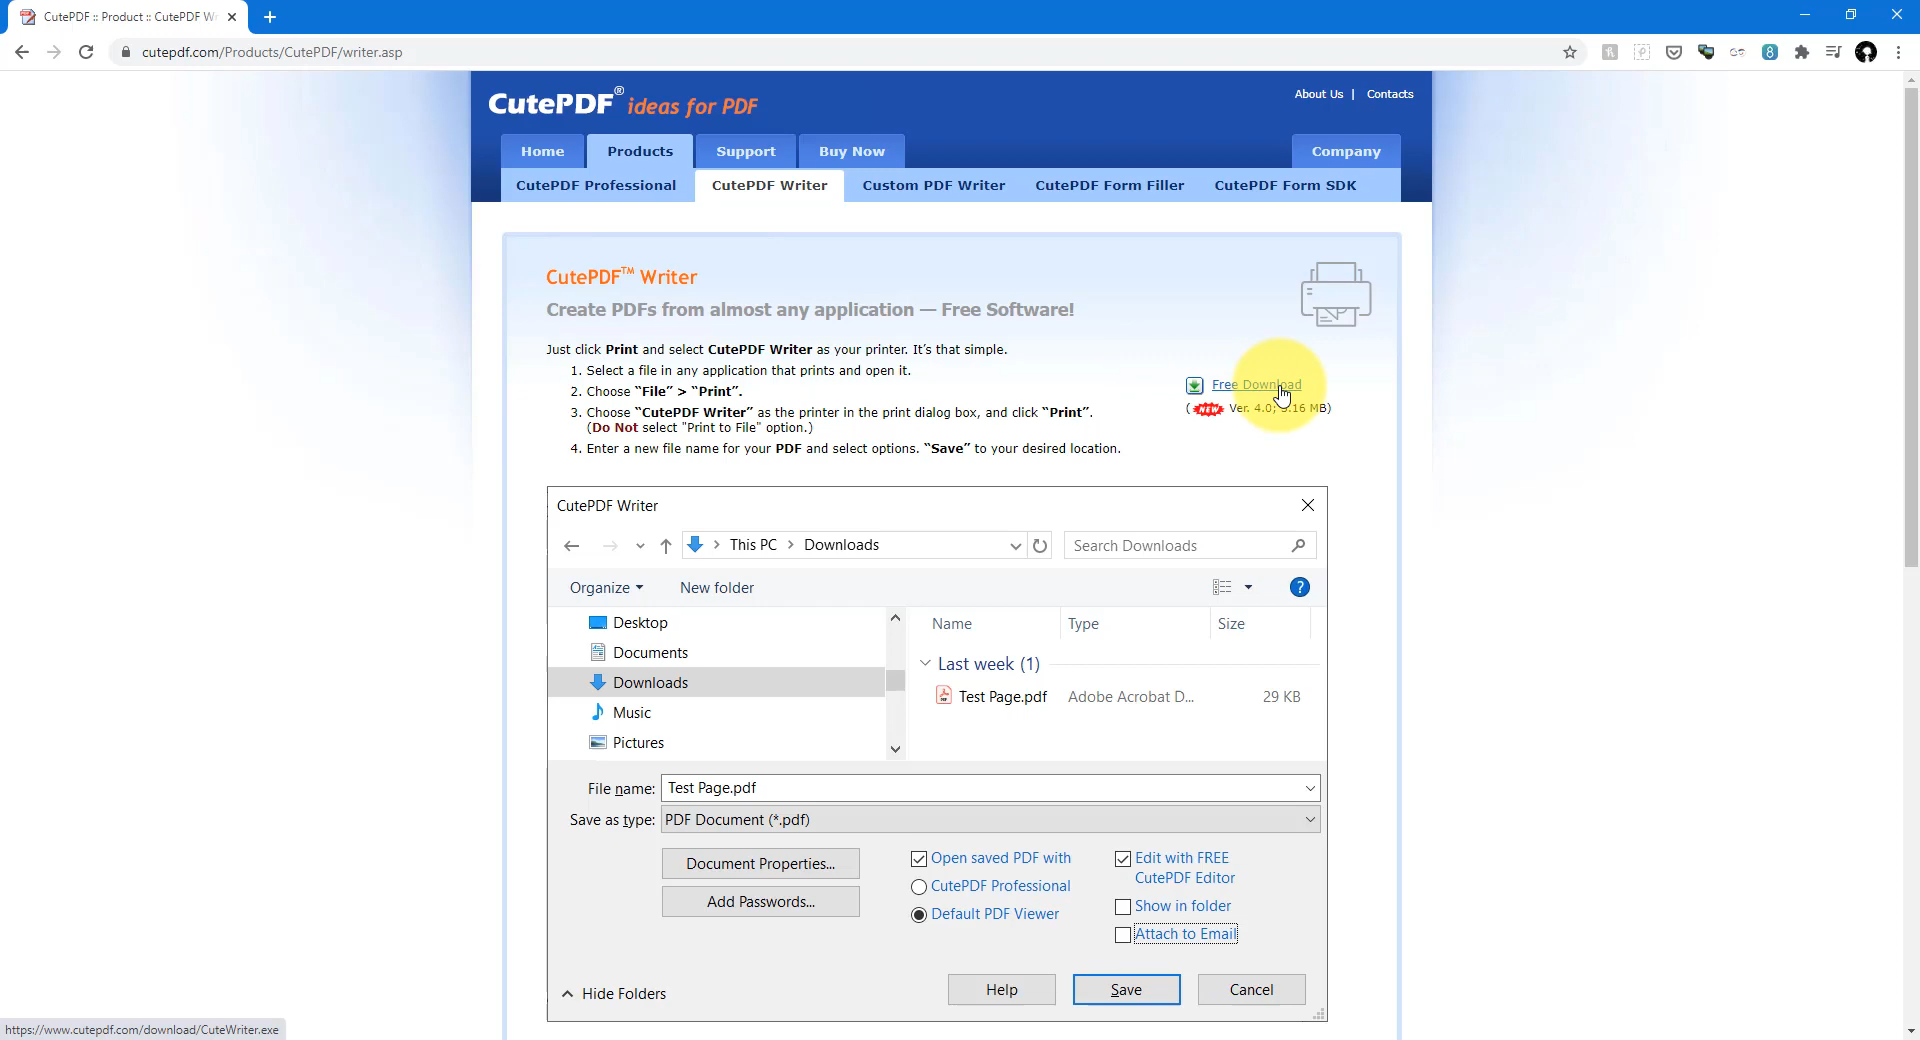 CutePDF :: Product :: CutePDF Wr
cutepdf.com/Products/CutePDF/writer.asp
CutePDF® ideas for PDF
About Us | Contacts
Home Products Support Buy Now Company
CutePDF Professional CutePDF Writer Custom PDF Writer CutePDF Form Filler CutePDF Form SDK
CutePDF™ Writer
Create PDFs from almost any application — Free Software!
Just click Print and select CutePDF Writer as your printer. It's that simple.
1. Select a file in any application that prints and open it.
2. Choose “File” > “Print”.
3. Choose “CutePDF Writer” as the printer in the print dialog box, and click “Print”.
(Do Not select "Print to File" option.)
4. Enter a new file name for your PDF and select options. “Save” to your desired location.
Free Download
( NEW Ver. 4.0; 3.16 MB)
CutePDF Writer
This PC > Downloads
Search Downloads
Organize New folder
Desktop
Documents
Downloads
Music
Pictures
Name Type Size
Last week (1)
Test Page.pdf Adobe Acrobat D... 29 KB
File name: Test Page.pdf
Save as type: PDF Document (*.pdf)
Document Properties...
Add Passwords...
Open saved PDF with
CutePDF Professional
Default PDF Viewer
Edit with FREE
CutePDF Editor
Show in folder
Attach to Email
Hide Folders
Help Save Cancel
https://www.cutepdf.com/download/CuteWriter.exe